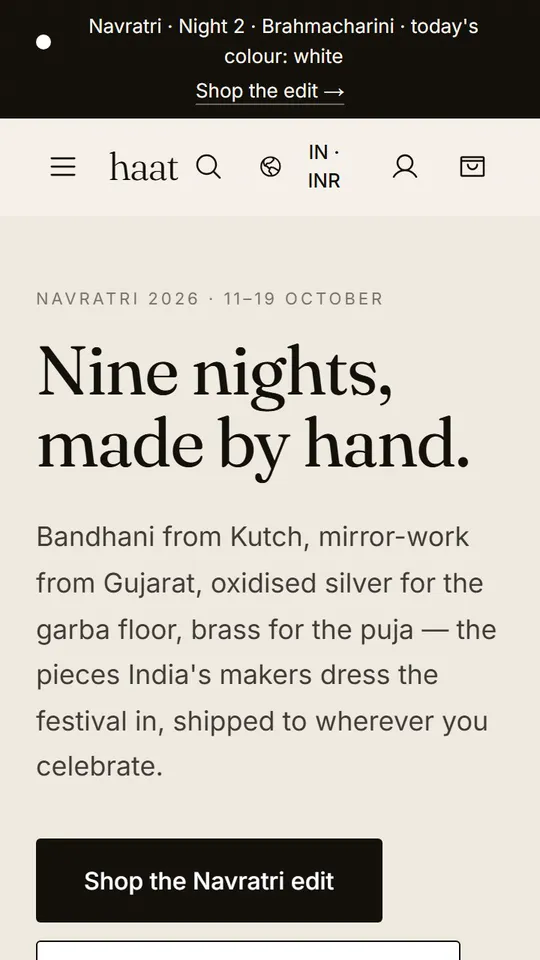 Navratri · Night 2 · Brahmacharini · today's
colour: white
Shop the edit →
haat
IN ·
INR
NAVRATRI 2026 · 11–19 OCTOBER
Nine nights,
made by hand.
Bandhani from Kutch, mirror-work
from Gujarat, oxidised silver for the
garba floor, brass for the puja — the
pieces India's makers dress the
festival in, shipped to wherever you
celebrate.
Shop the Navratri edit